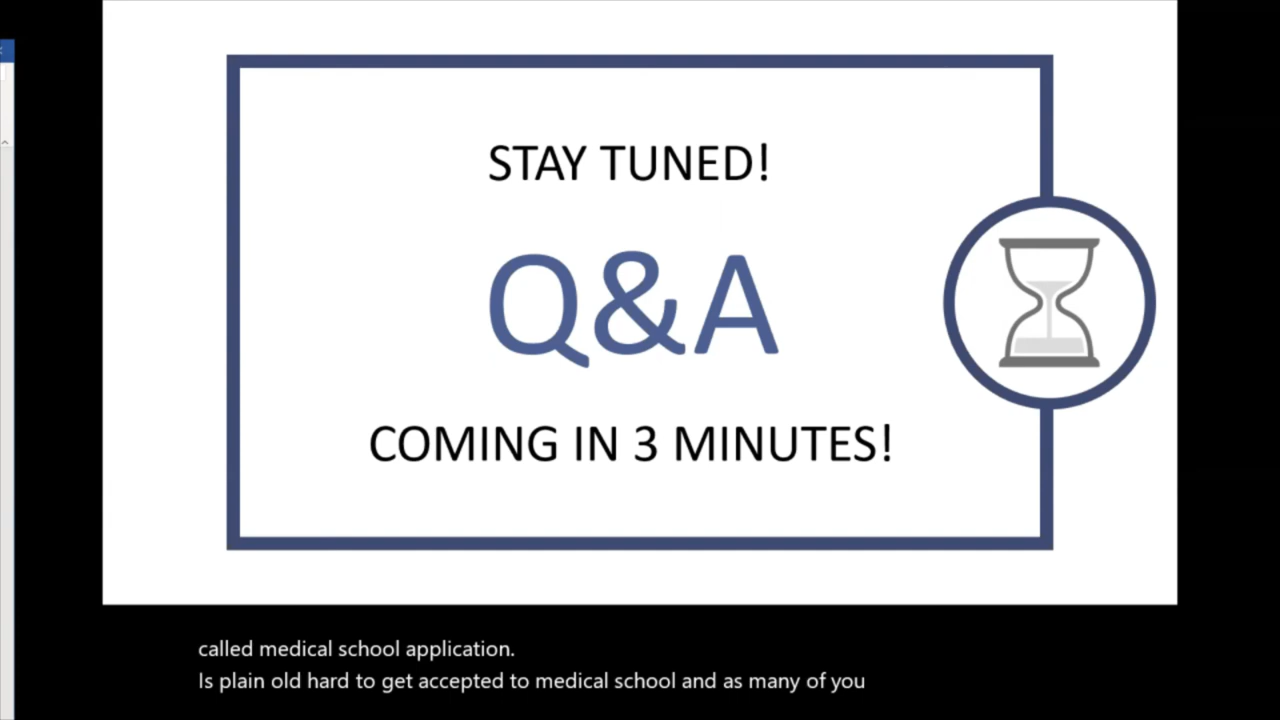 STAY TUNED!
Q&A
COMING IN 3 MINUTES!
called medical school application.
Is plain old hard to get accepted to medical school and as many of you